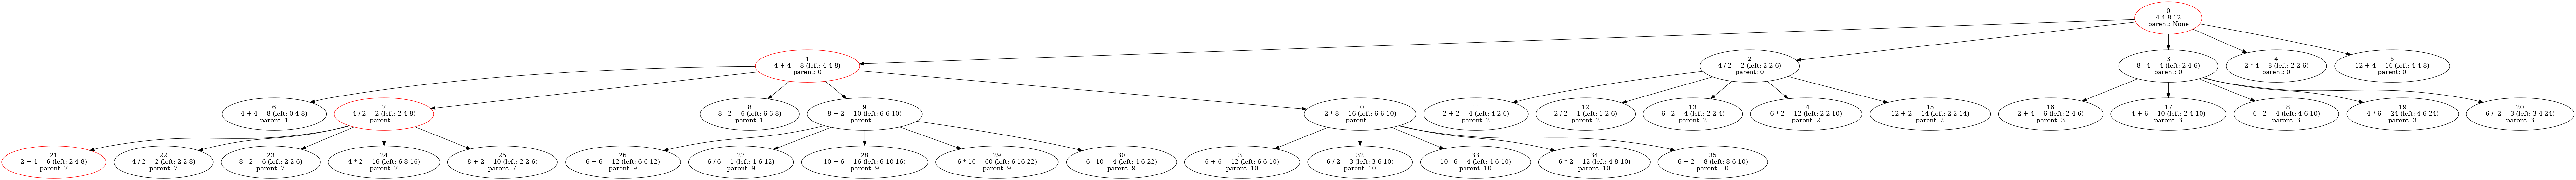 0
4 4 8 12
parent: None
1
4 + 4 = 8 (left: 4 4 8)
parent: 0
2
4 / 2 = 2 (left: 2 2 6)
parent: 0
3
8 - 4 = 4 (left: 2 4 6)
parent: 0
4
2 * 4 = 8 (left: 2 2 6)
parent: 0
5
12 + 4 = 16 (left: 4 4 8)
parent: 0
6
4 + 4 = 8 (left: 0 4 8)
parent: 1
7
4 / 2 = 2 (left: 2 4 8)
parent: 1
8
8 - 2 = 6 (left: 6 6 8)
parent: 1
9
8 + 2 = 10 (left: 6 6 10)
parent: 1
10
2 * 8 = 16 (left: 6 6 10)
parent: 1
11
2 + 2 = 4 (left: 4 2 6)
parent: 2
12
2 / 2 = 1 (left: 1 2 6)
parent: 2
13
6 - 2 = 4 (left: 2 2 4)
parent: 2
14
6 * 2 = 12 (left: 2 2 10)
parent: 2
15
12 + 2 = 14 (left: 2 2 14)
parent: 2
16
2 + 4 = 6 (left: 2 4 6)
parent: 3
17
4 + 6 = 10 (left: 2 4 10)
parent: 3
18
6 - 2 = 4 (left: 4 6 10)
parent: 3
19
4 * 6 = 24 (left: 4 6 24)
parent: 3
20
6 / 2 = 3 (left: 3 4 24)
parent: 3
21
2 + 4 = 6 (left: 2 4 8)
parent: 7
22
4 / 2 = 2 (left: 2 2 8)
parent: 7
23
8 - 2 = 6 (left: 2 2 6)
parent: 7
24
4 * 2 = 16 (left: 6 8 16)
parent: 7
25
8 + 2 = 10 (left: 2 2 6)
parent: 7
26
6 + 6 = 12 (left: 6 6 12)
parent: 9
27
6 / 6 = 1 (left: 1 6 12)
parent: 9
28
10 + 6 = 16 (left: 6 10 16)
parent: 9
29
6 * 10 = 60 (left: 6 16 22)
parent: 9
30
6 - 10 = 4 (left: 4 6 22)
parent: 9
31
6 + 6 = 12 (left: 6 6 10)
parent: 10
32
6 / 2 = 3 (left: 3 6 10)
parent: 10
33
10 - 6 = 4 (left: 4 6 10)
parent: 10
34
6 * 2 = 12 (left: 4 8 10)
parent: 10
35
6 + 2 = 8 (left: 8 6 10)
parent: 10